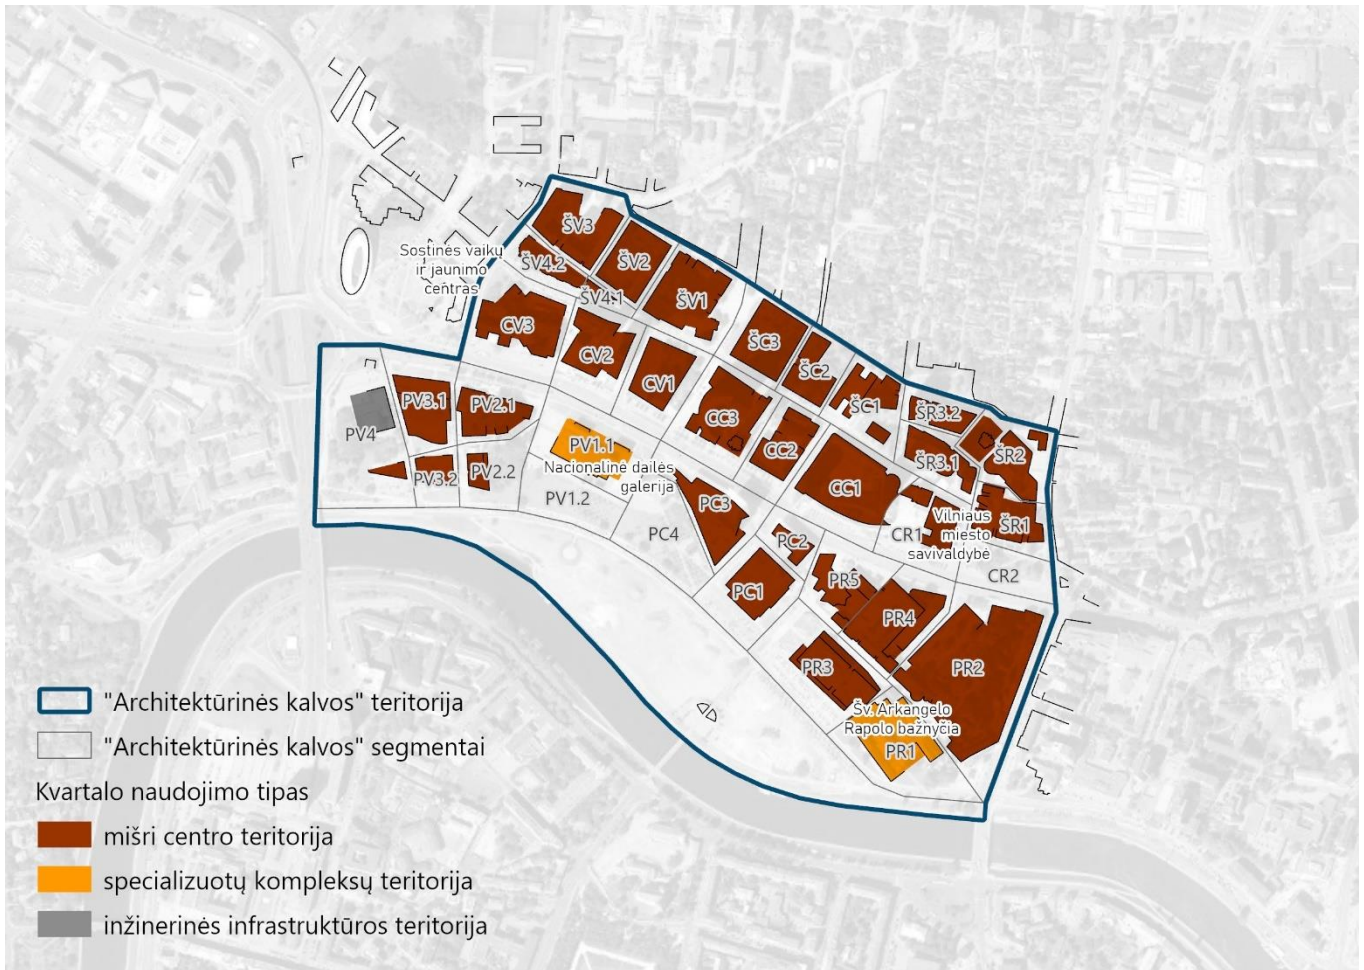 ŠV3
ŠV2
Sostinės vaikų
ir jaunimo
centras
ŠV4.2
ŠV4.1
ŠV1
CV3
CV2
CV1
ŠC3
ŠC2
ŠC1
ŠR3.2
ŠR2
ŠR3.1
PV3.1
PV2.1
PV4
PV3.2
PV2.2
PV1.1
Nacionalinė dailės
galerija
PV1.2
CC3
CC2
CC1
PC3
PC4
PC2
PC1
CR1
Vilniaus
miesto
savivaldybė
ŠR1
CR2
PR5
PR4
PR3
PR2
Šv. Arkangelo
Rapolo bažnyčia
PR1
"Architektūrinės kalvos" teritorija
"Architektūrinės kalvos" segmentai
Kvartalo naudojimo tipas
mišri centro teritorija
specializuotų kompleksų teritorija
inžinerinės infrastruktūros teritorija